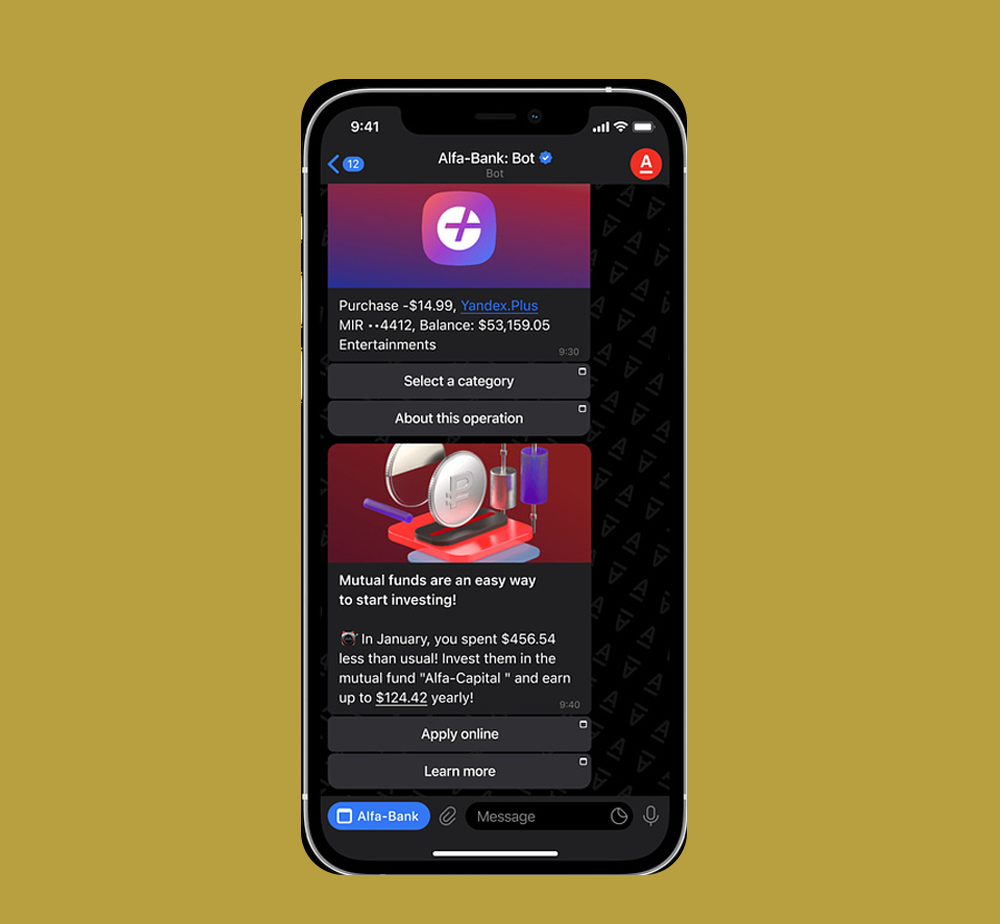 9:41
12
Alfa-Bank: Bot
Bot
A
Purchase -$14.99, Yandex.Plus
MIR ••4412, Balance: $53,159.05
Entertainments
9:30
Select a category
About this operation
Mutual funds are an easy way
to start investing!
In January, you spent $456.54
less than usual! Invest them in the
mutual fund "Alfa-Capital " and earn
up to $124.42 yearly!
9:40
Apply online
Learn more
Alfa-Bank
Message